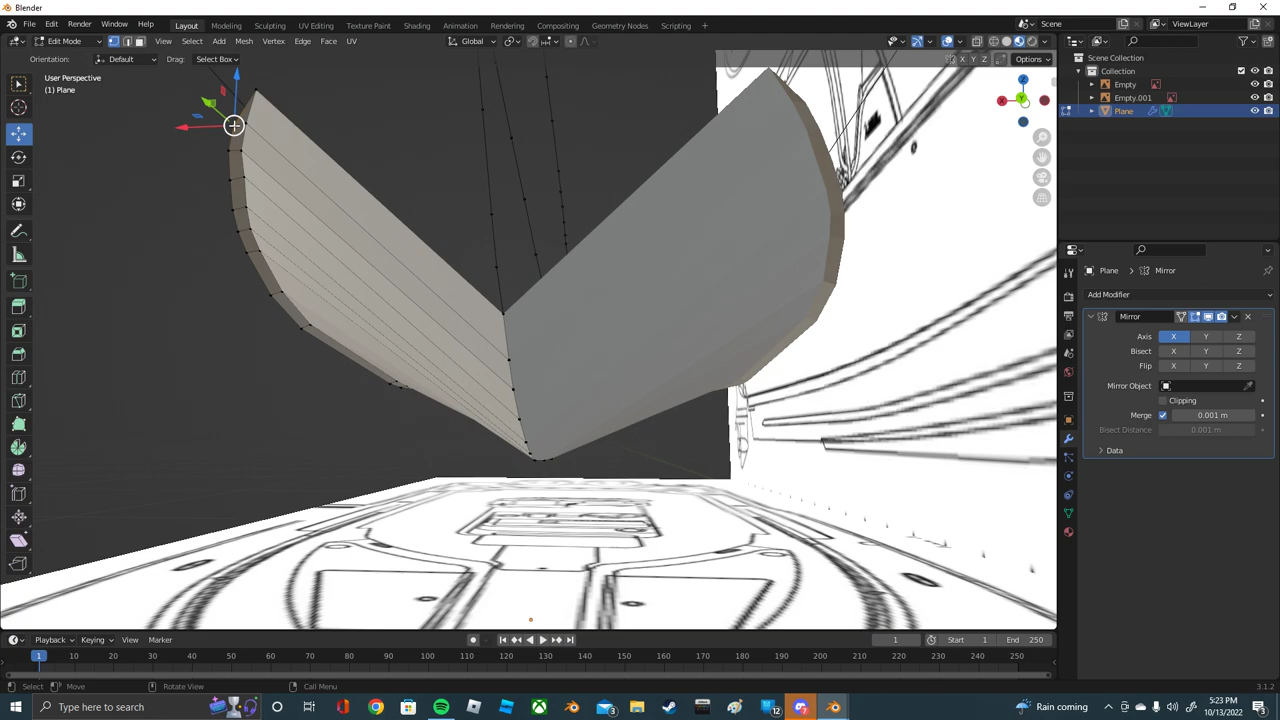 Blender
File Edit Render Window Help
Layout Modeling Sculpting UV Editing Texture Paint Shading Animation Rendering Compositing Geometry Nodes Scripting +
Scene
ViewLayer
Edit Mode View Select Add Mesh Vertex Edge Face UV
Global
Orientation: Default Drag: Select Box
X Y Z Options
User Perspective
(1) Plane
Z
X
Y
Scene Collection
Collection
Empty
Empty.001
Plane
Plane Mirror
Add Modifier
Mirror
Axis X Y Z
Bisect X Y Z
Flip X Y Z
Mirror Object
Clipping
Merge 0.001 m
Bisect Distance 0.001 m
Data
Playback Keying View Marker
1 Start 1 End 250
1 10 20 30 40 50 60 70 80 90 100 110 120 130 140 150 160 170 180 190 200 210 220 230 240 250
Select Move Rotate View Call Menu
3.1.2
Type here to search
3
12
7
Rain coming
5:23 PM
10/13/2022